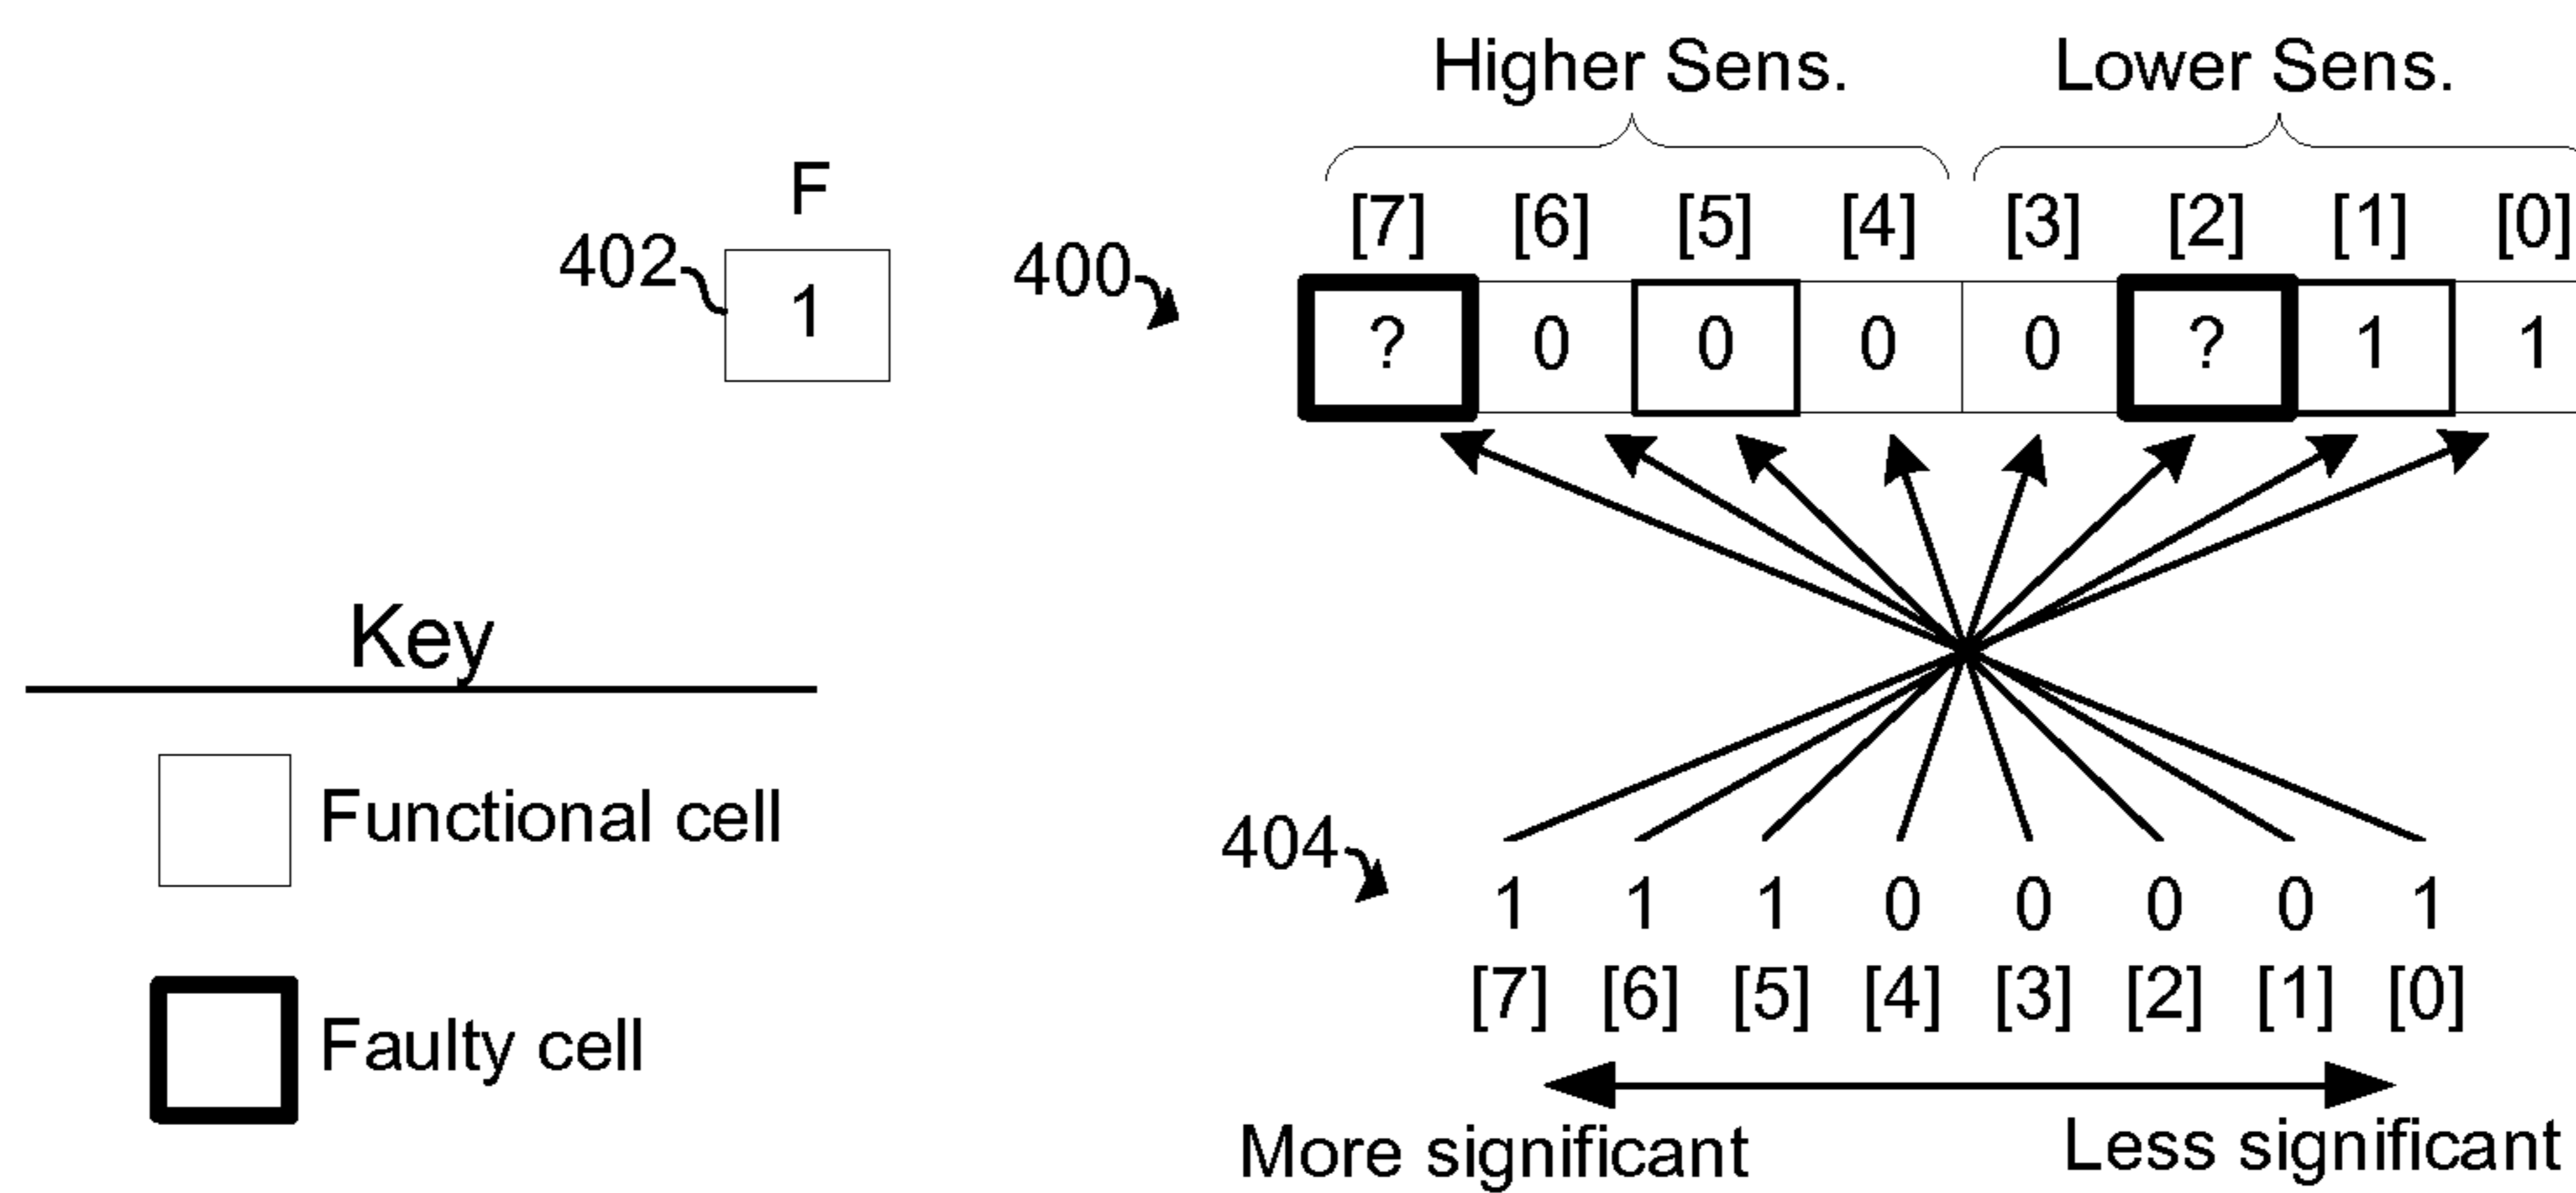 Higher Sens. Lower Sens.
F
402 1
400
[7] [6] [5] [4] [3] [2] [1] [0]
? 0 0 0 0 ? 1 1
Key
Functional cell
Faulty cell
404
1 1 1 0 0 0 0 1
[7] [6] [5] [4] [3] [2] [1] [0]
More significant Less significant